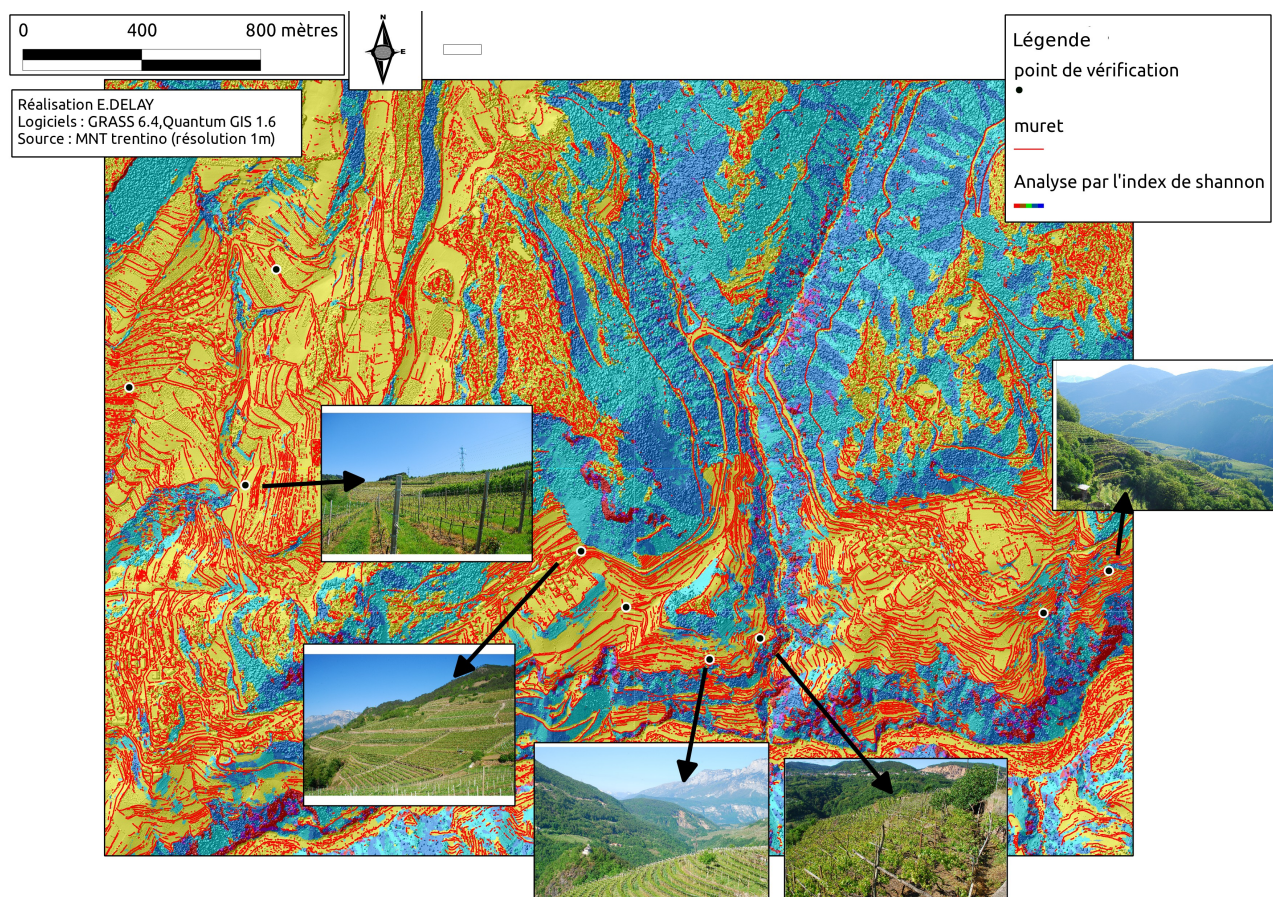 0 400 800 mètres
N
E
Réalisation E.DELAY
Logiciels : GRASS 6.4,Quantum GIS 1.6
Source : MNT trentino (résolution 1m)
Légende
point de vérification
muret
Analyse par l'index de shannon